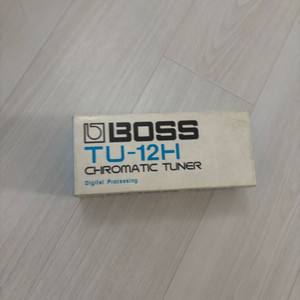 BOSS
TU-12H
CHROMATIC TUNER
Digital Processing